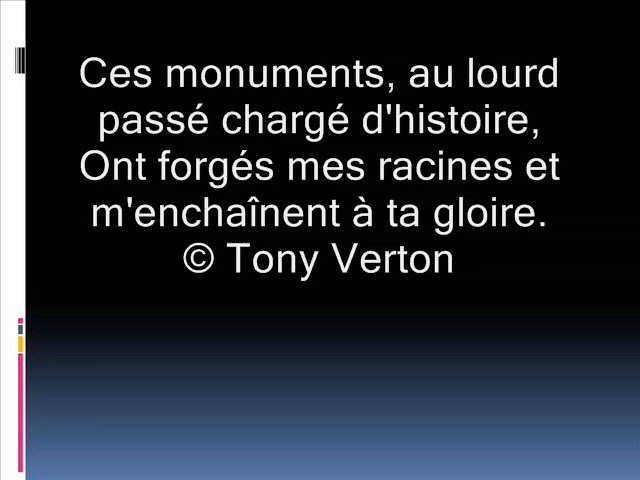 Ces monuments, au lourd
passé chargé d'histoire,
Ont forgés mes racines et
m'enchaînent à ta gloire.
© Tony Verton